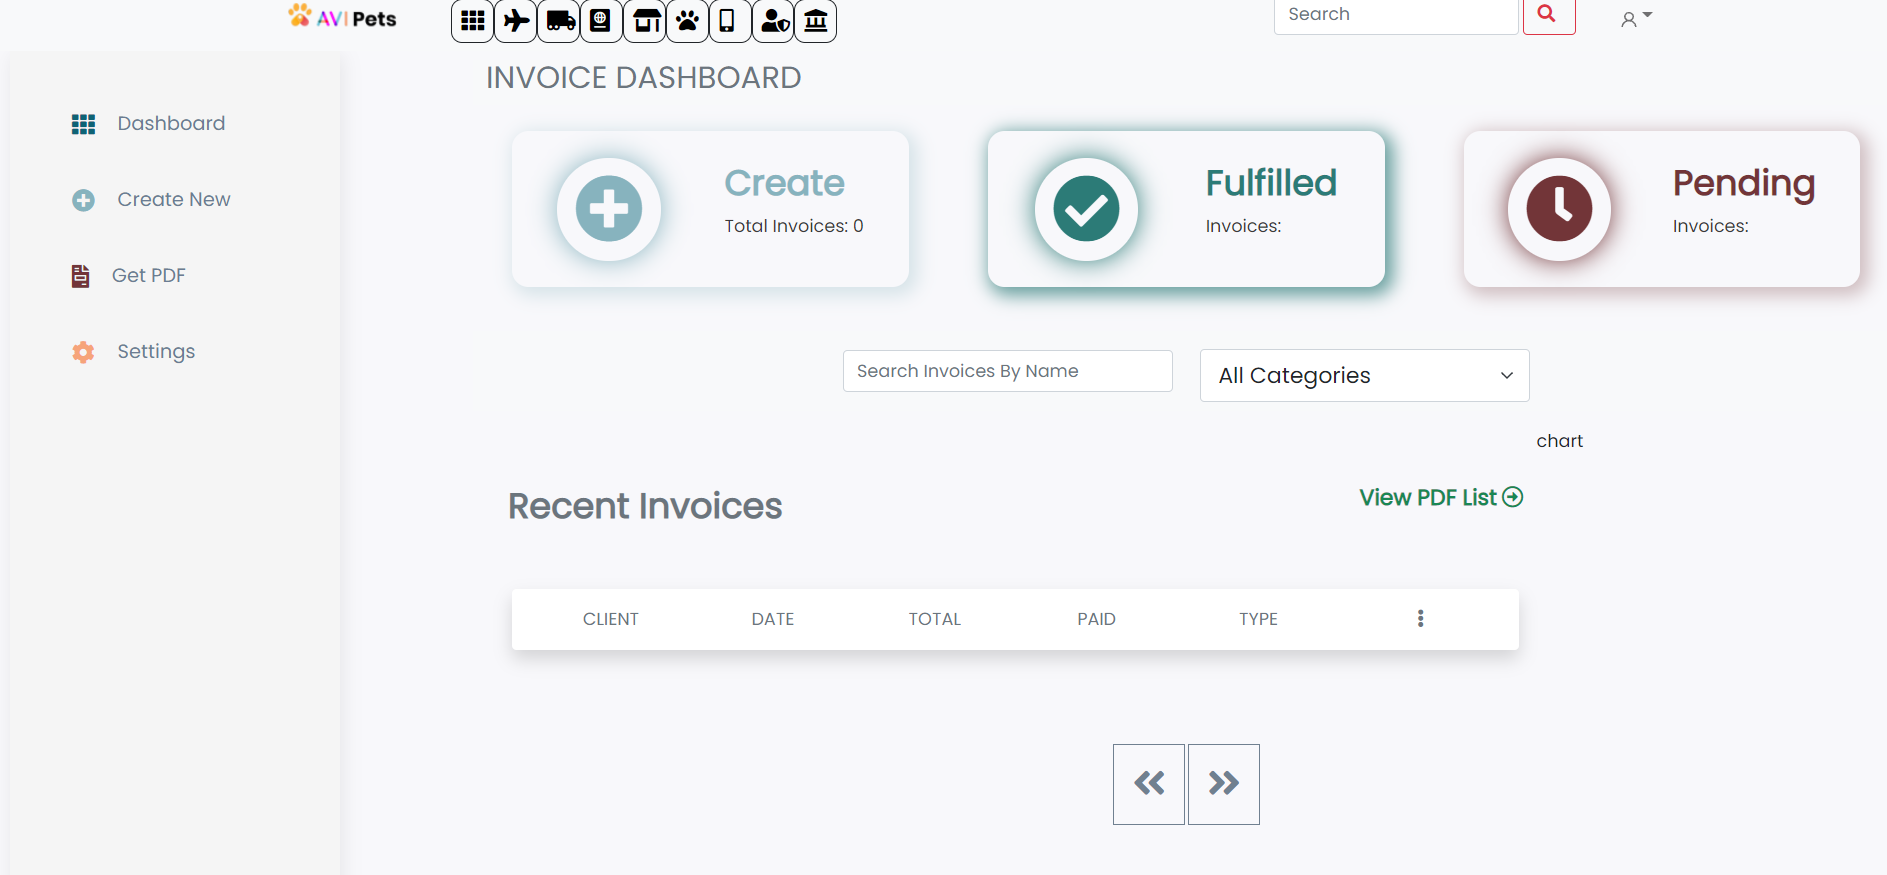 AVI Pets
Search
INVOICE DASHBOARD
Dashboard
Create New
Get PDF
Settings
Create
Total Invoices: 0
Fulfilled
Invoices:
Pending
Invoices:
Search Invoices By Name
All Categories
chart
Recent Invoices
View PDF List
CLIENT DATE TOTAL PAID TYPE